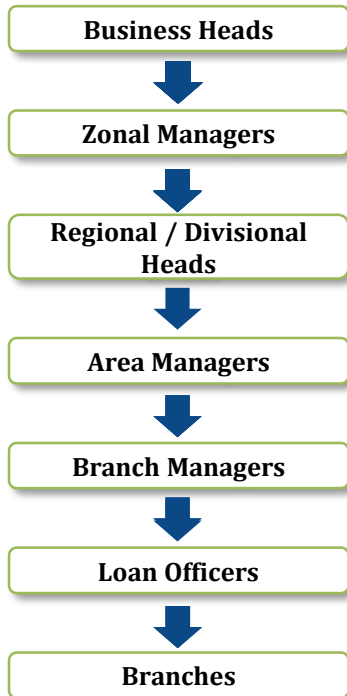 Business Heads
Zonal Managers
Regional / Divisional
Heads
Area Managers
Branch Managers
Loan Officers
Branches